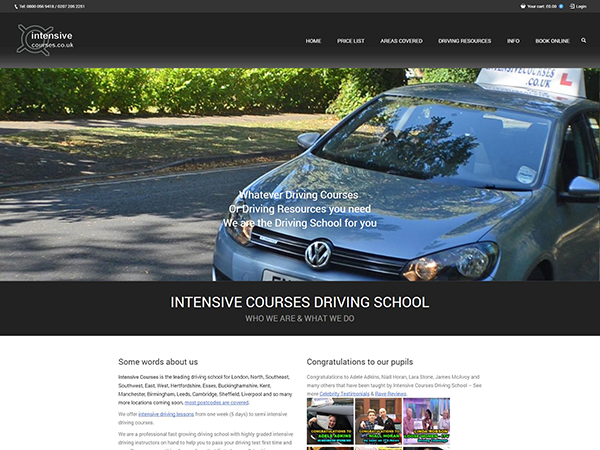 Tel: 0800 066 5416 / 0207 205 2251
Your cart: £0.00
Login
intensive
courses.co.uk
HOME
PRICE LIST
AREAS COVERED
DRIVING RESOURCES
INFO
BOOK ONLINE
INTENSIVECOURSES
.CO.UK
L
Whatever Driving Courses
Or Driving Resources you need
We are the Driving School for you
INTENSIVE COURSES DRIVING SCHOOL
WHO WE ARE & WHAT WE DO
Some words about us
Intensive Courses is the leading driving school for London, North, Southeast,
Southwest, East, West, Hertfordshire, Essex, Buckinghamshire, Kent,
Manchester, Birmingham, Leeds, Cambridge, Sheffield, Liverpool and so many
more locations coming soon, most postcodes are covered.
We offer intensive driving lessons from one week (5 days) to semi intensive
driving courses.
We are a professional fast growing driving school with highly graded intensive
driving instructors on hand to help you to pass your driving test first time and
Congratulations to our pupils
Congratulations to Adele Adkins, Niall Horan, Lara Stone, James McAvoy and
many others that have been taught by Intensive Courses Driving School – See
more Celebrity Testimonials & Rave Reviews.
CONGRATULATIONS TO
ADELE ADKINS
CONGRATULATIONS TO
NIALL HORAN
LINDA ROBSON